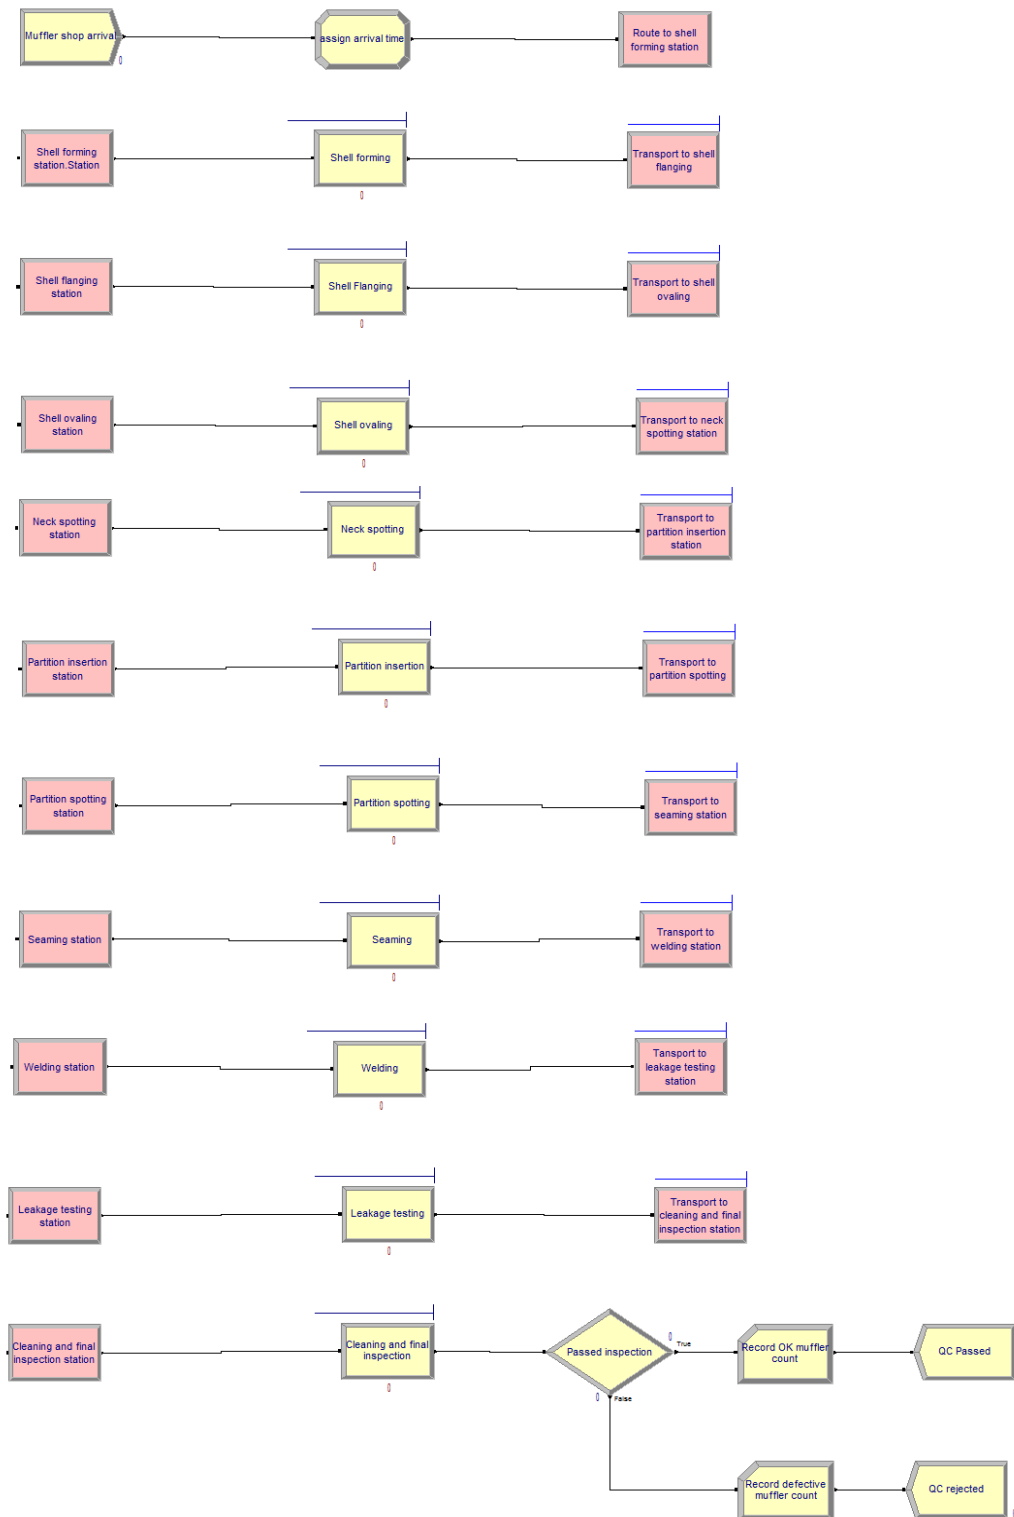 Muffler shop arrival
assign arrival time
Route to shell
forming station
0
Shell forming
station.Station
Shell forming
Transport to shell
flanging
0
Shell flanging
station
Shell Flanging
Transport to shell
ovaling
0
Shell ovaling
station
Shell ovaling
Transport to neck
spotting station
0
Neck spotting
station
Neck spotting
Transport to
partition insertion
station
0
Partition insertion
station
Partition insertion
Transport to
partition spotting
0
Partition spotting
station
Partition spotting
Transport to
seaming station
0
Seaming station
Seaming
Transport to
welding station
0
Welding station
Welding
Tansport to
leakage testing
station
0
Leakage testing
station
Leakage testing
Transport to
cleaning and final
inspection station
0
Cleaning and final
inspection station
Cleaning and final
inspection
0
Passed inspection
0
True
0
False
Record OK muffler
count
QC Passed
Record defective
muffler count
QC rejected